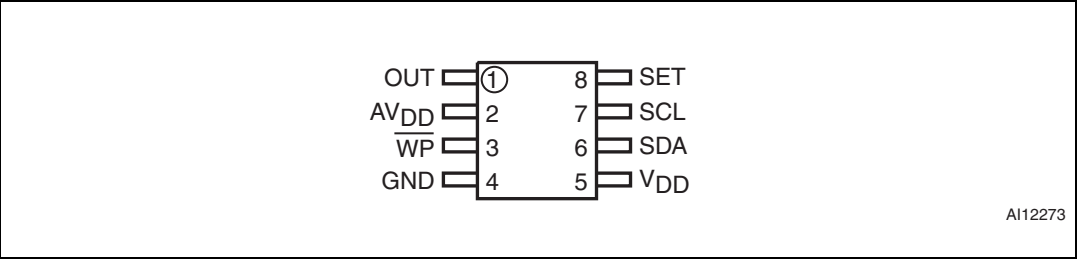 OUT 1 8 SET
AVDD 2 7 SCL
WP 3 6 SDA
GND 4 5 VDD
AI12273